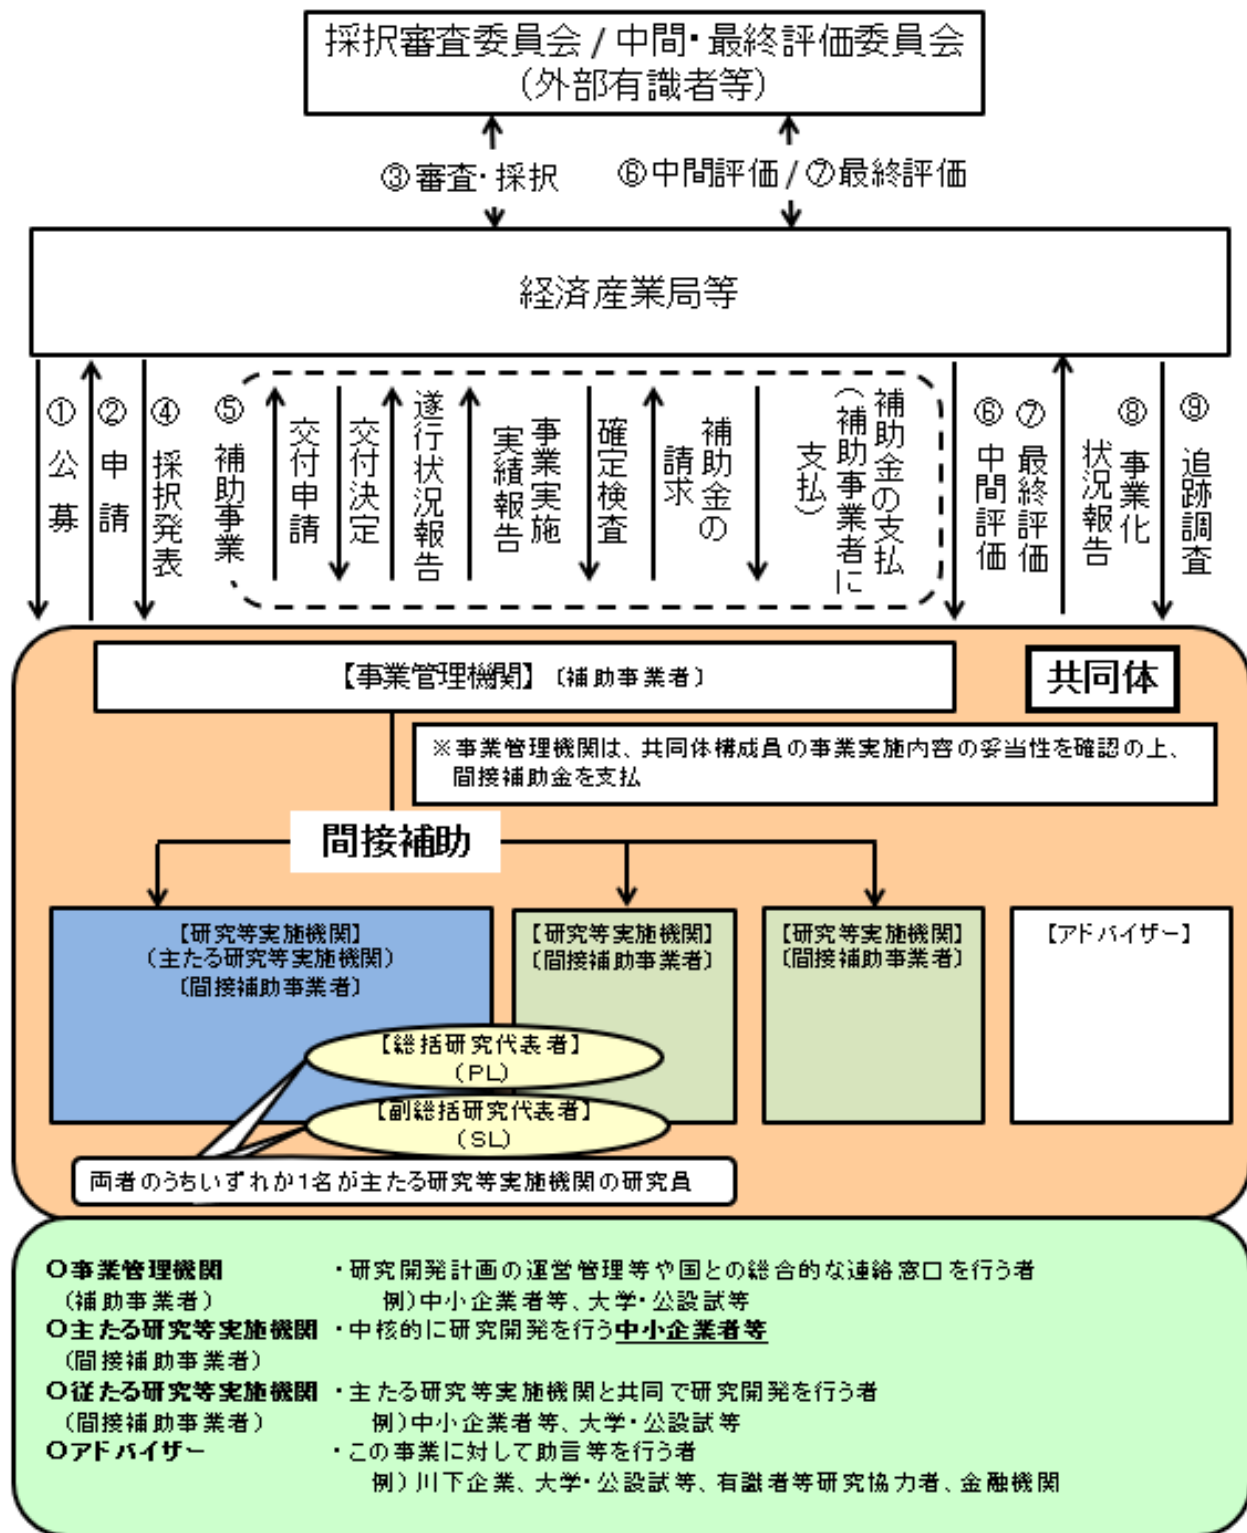 採択審査委員会 / 中間・最終評価委員会
（外部有識者等）
③審査・採択
⑥中間評価 / ⑦最終評価
経済産業局等
①公募
②申請
④採択発表
⑤補助事業
交付申請
交付決定
遂行状況報告
事業実施
実績報告
確定検査
補助金の
請求
補助金の支払
（補助事業者に
支払）
⑥中間評価
⑦最終評価
⑧事業化
状況報告
⑨追跡調査
【事業管理機関】〔補助事業者〕
共同体
※事業管理機関は、共同体構成員の事業実施内容の妥当性を確認の上、
間接補助金を支払
間接補助
【研究等実施機関】
（主たる研究等実施機関）
〔間接補助事業者〕
【研究等実施機関】
〔間接補助事業者〕
【研究等実施機関】
〔間接補助事業者〕
【アドバイザー】
【総括研究代表者】
（PL）
【副総括研究代表者】
（SL）
両者のうちいずれか1名が主たる研究等実施機関の研究員
○事業管理機関 ・研究開発計画の運営管理等や国との総合的な連絡窓口を行う者
（補助事業者） 例）中小企業者等、大学・公設試等
○主たる研究等実施機関 ・中核的に研究開発を行う中小企業者等
（間接補助事業者）
○従たる研究等実施機関 ・主たる研究等実施機関と共同で研究開発を行う者
（間接補助事業者） 例）中小企業者等、大学・公設試等
○アドバイザー ・この事業に対して助言等を行う者
例）川下企業、大学・公設試等、有識者等研究協力者、金融機関